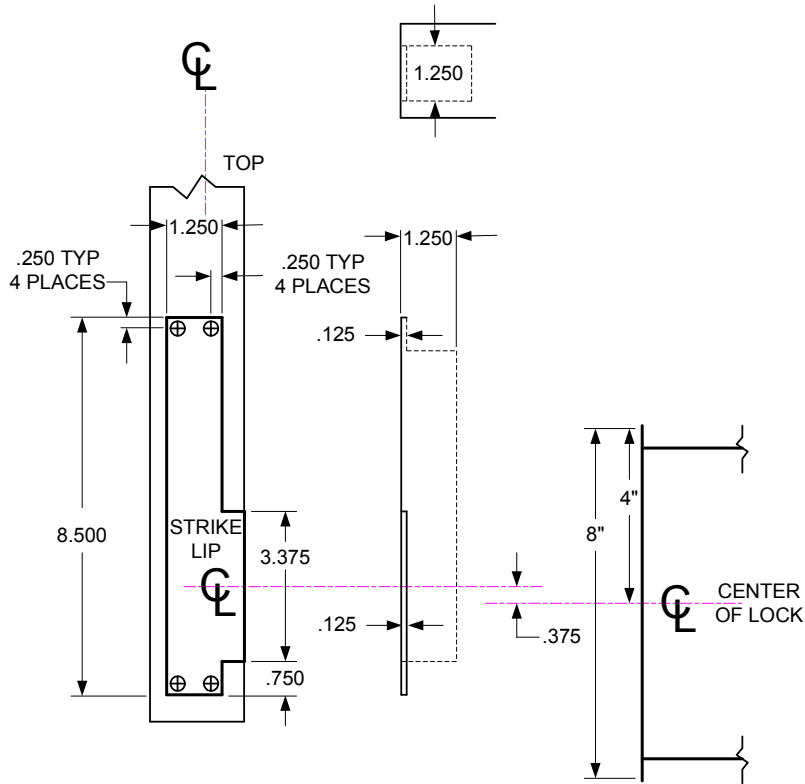 ℄
1.250
TOP
1.250
1.250
.250 TYP
4 PLACES
.250 TYP
4 PLACES
.125
4"
8.500
STRIKE
LIP
3.375
8"
℄
℄
CENTER
OF LOCK
.125
.375
.750